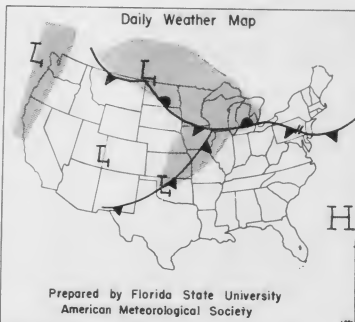 Daily Weather Map
L
L
L
L
H
Prepared by Florida State University
American Meteorological Society